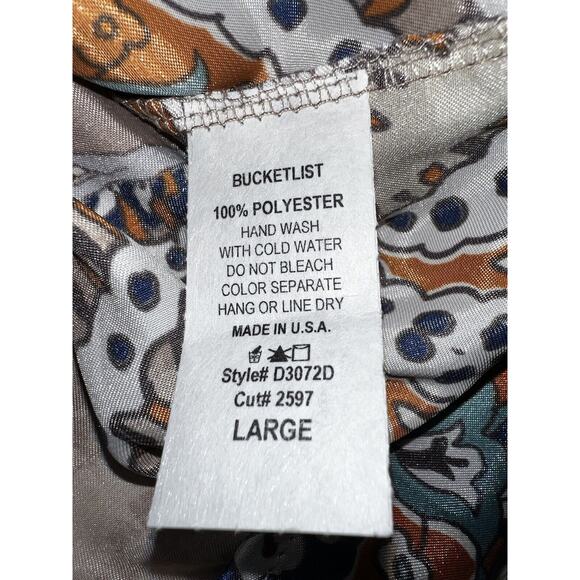 BUCKETLIST
100% POLYESTER
HAND WASH
WITH COLD WATER
DO NOT BLEACH
COLOR SEPARATE
HANG OR LINE DRY
MADE IN U.S.A.
Style# D3072D
Cut# 2597
LARGE